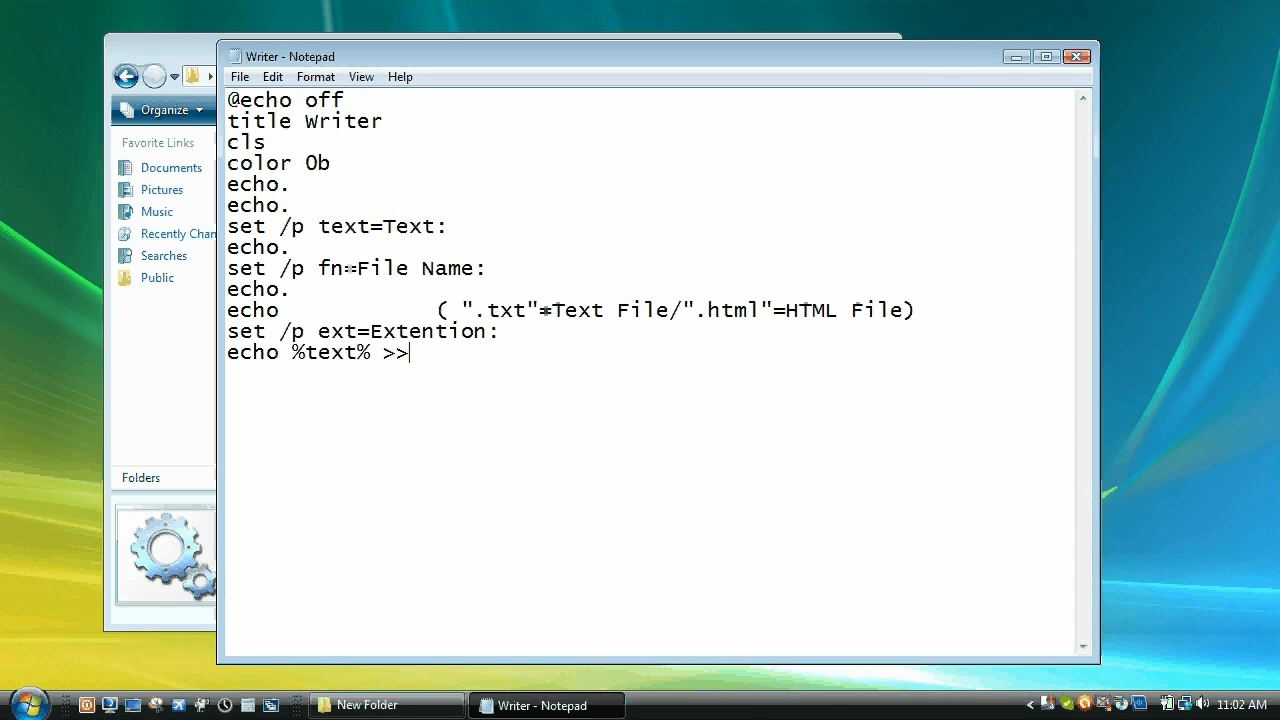 Writer - Notepad
File Edit Format View Help
Organize
Favorite Links
Documents
Pictures
Music
Recently Chan
Searches
Public
Folders
@echo off
title Writer
cls
color 0b
echo.
echo.
set /p text=Text:
echo.
set /p fn=File Name:
echo.
echo ( ".txt"=Text File/".html"=HTML File)
set /p ext=Extention:
echo %text% >>
New Folder
Writer - Notepad
11:02 AM